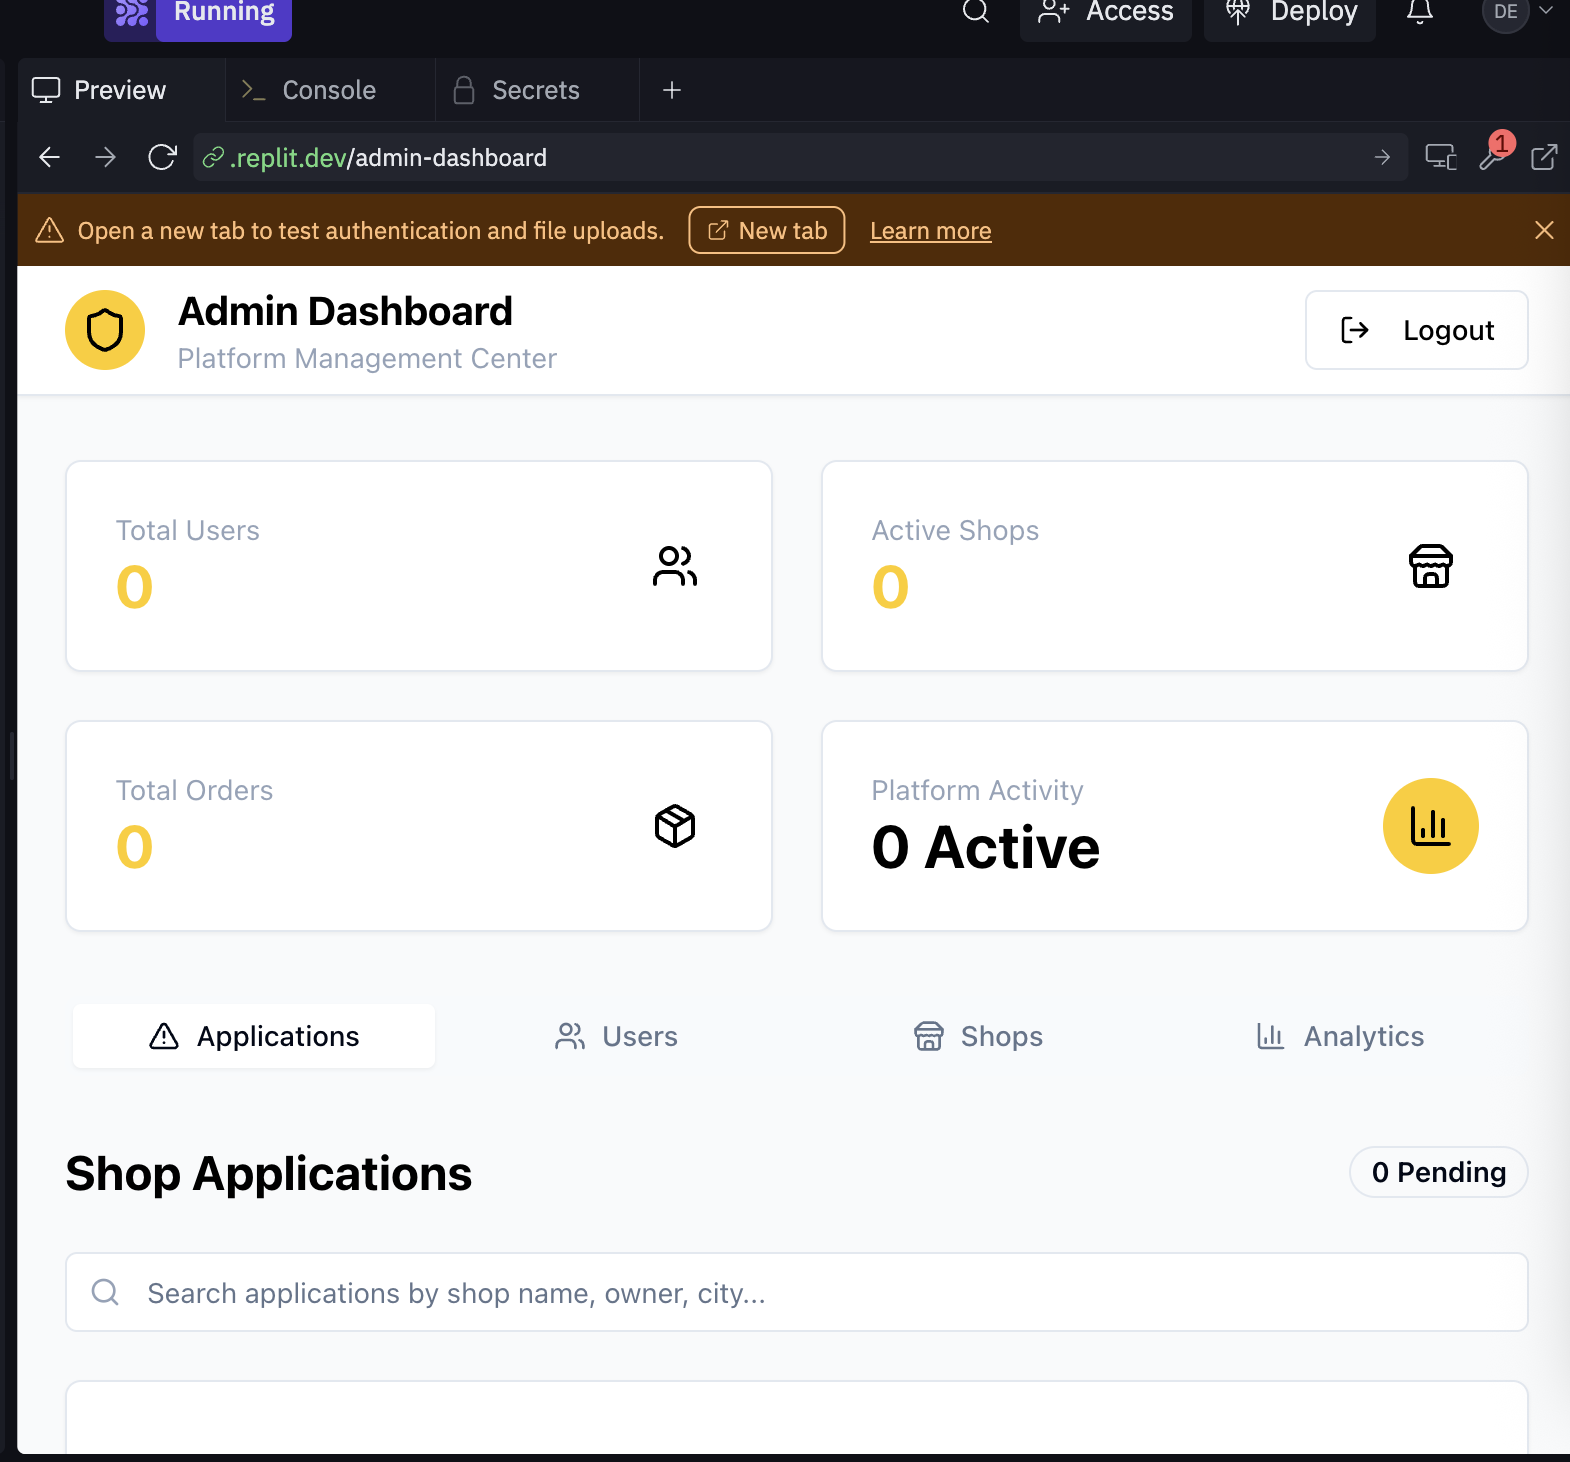 Running
Access
Deploy
DE
Preview
Console
Secrets
.replit.dev/admin-dashboard
1
Open a new tab to test authentication and file uploads.
New tab
Learn more
Admin Dashboard
Platform Management Center
Logout
Total Users
0
Active Shops
0
Total Orders
0
Platform Activity
0 Active
Applications
Users
Shops
Analytics
Shop Applications
0 Pending
Search applications by shop name, owner, city...